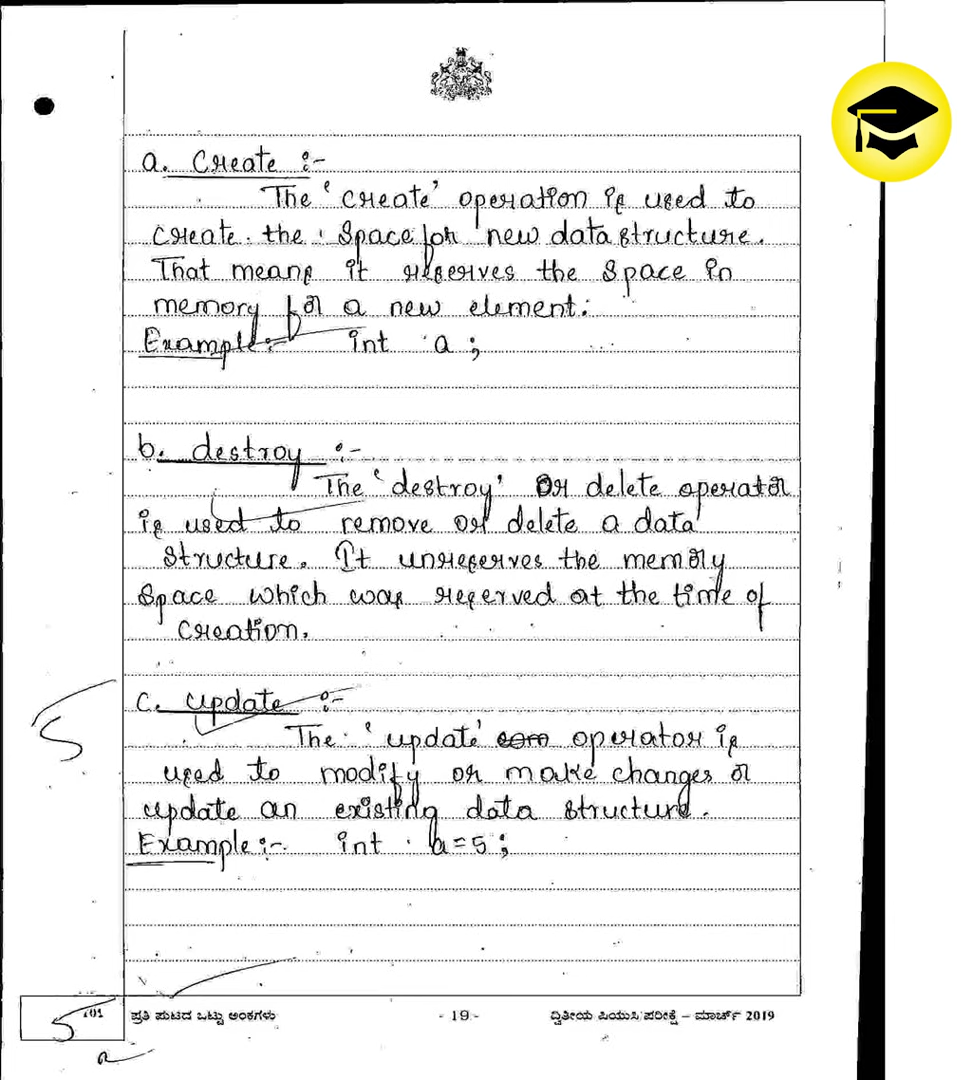 a. Create :-
The 'create' operation is used to
create the space for new data structure.
That means it reserves the space in
memory for a new element.
Example:- int a ;
b. destroy :-
The 'destroy' or delete operator
is used to remove or delete a data
structure. It unreserves the memory
space which was reserved at the time of
creation.
5
c. update :-
The 'update' operator is
used to modify or make changes or
update an existing data structure.
Example:- int a=5;
5
ಪ್ರತಿ ಪುಟದ ಒಟ್ಟು ಅಂಕಗಳು - 19 - ದ್ವಿತೀಯ ಪಿಯುಸಿ ಪರೀಕ್ಷೆ – ಮಾರ್ಚ್ 2019